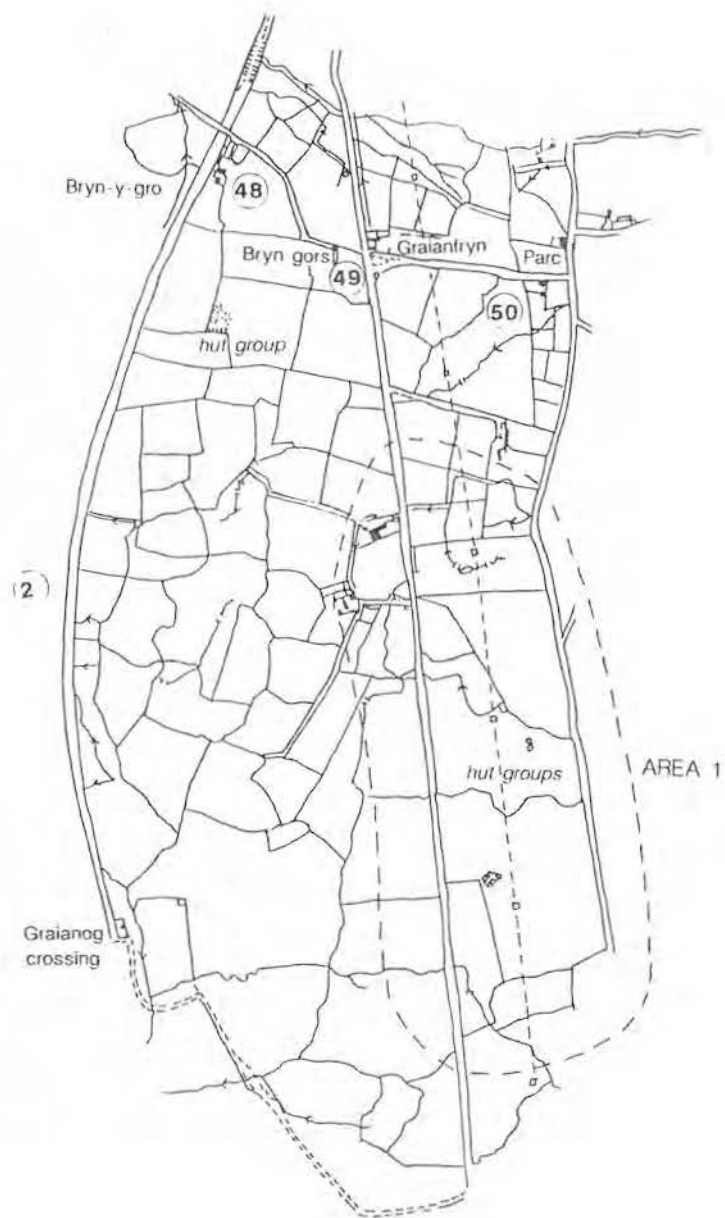 Bryn-y-gro
48
Bryn gors
49
Graianfryn
Parc
50
hut group
2
hut groups
AREA 1
Graianog
crossing